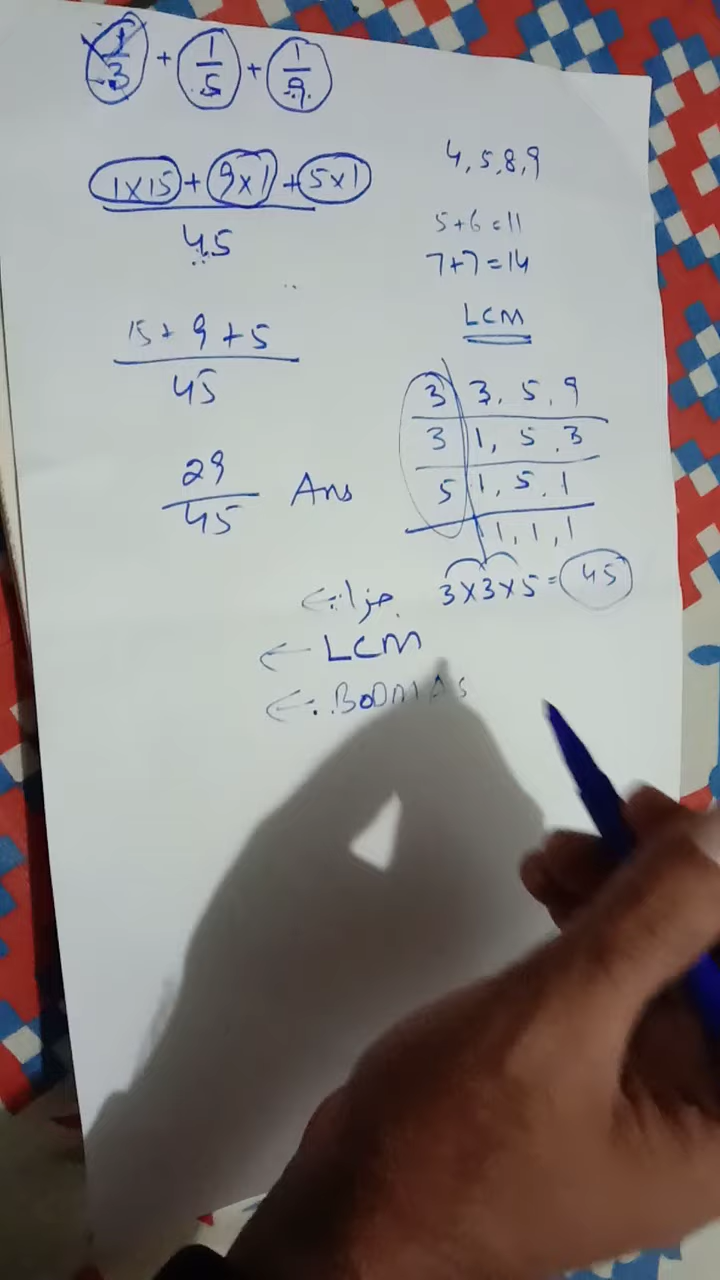 1/3 + 1/5 + 1/9
1x15 + 9x1 + 5x1
45
15 + 9 + 5
45
29
45
Ans
4, 5, 8, 9
5+6=11
7+7=14
LCM
3 3, 5, 9
3 1, 5, 3
5 1, 5, 1
1, 1, 1
3x3x5=45
جزا:
← LCM
← BODMAS